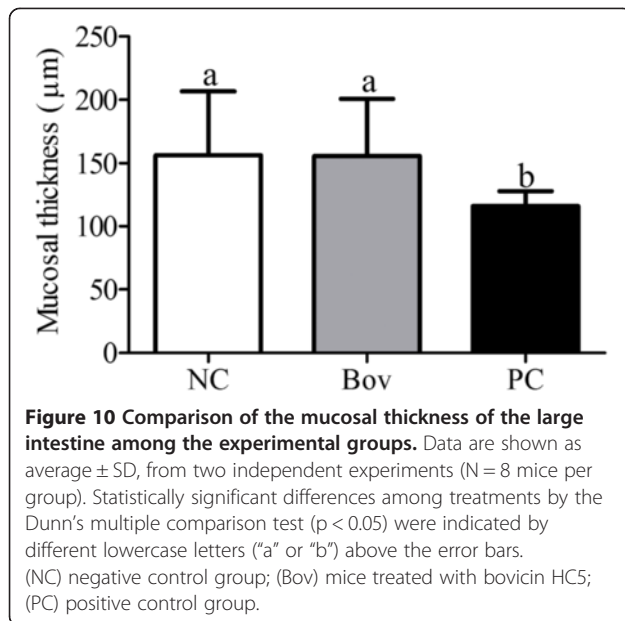 250
200
150
100
50
0
Mucosal thickness (µm)
a
a
b
NC
Bov
PC
Figure 10 Comparison of the mucosal thickness of the large
intestine among the experimental groups. Data are shown as
average ± SD, from two independent experiments (N = 8 mice per
group). Statistically significant differences among treatments by the
Dunn's multiple comparison test (p < 0.05) were indicated by
different lowercase letters (“a” or “b”) above the error bars.
(NC) negative control group; (Bov) mice treated with bovicin HC5;
(PC) positive control group.